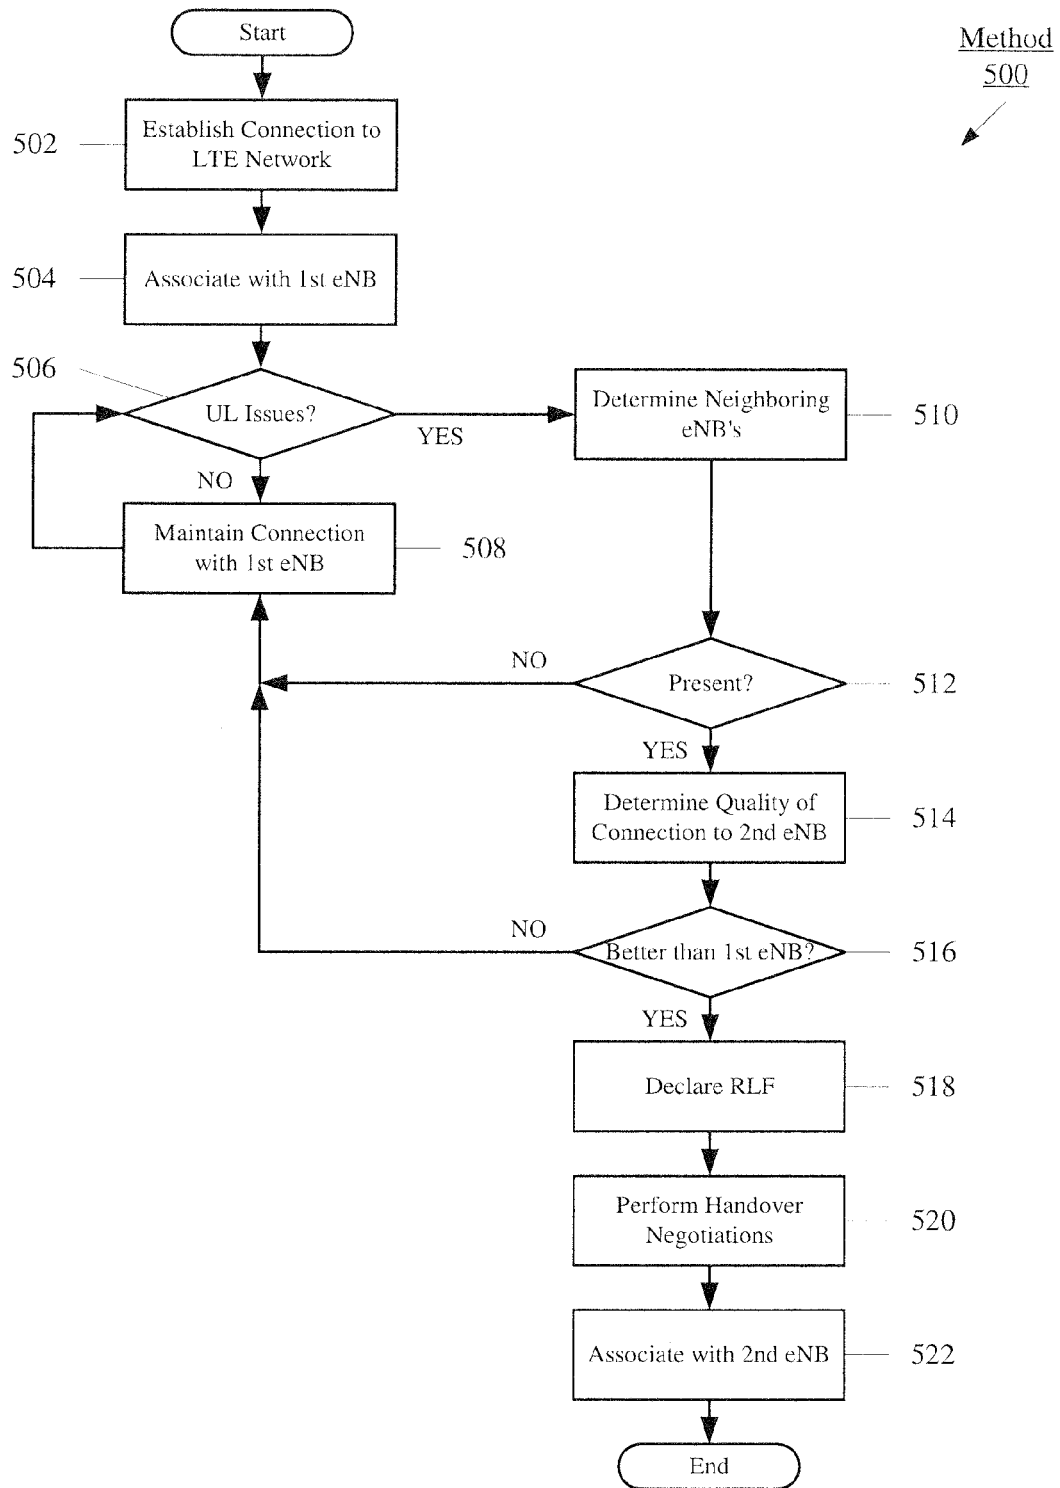 Start
Method
500
Establish Connection to
LTE Network
502
Associate with 1st eNB
504
506
UL Issues?
YES
NO
Determine Neighboring
eNB's
510
Maintain Connection
with 1st eNB
508
NO
Present?
512
YES
Determine Quality of
Connection to 2nd eNB
514
NO
Better than 1st eNB?
516
YES
Declare RLF
518
Perform Handover
Negotiations
520
Associate with 2nd eNB
522
End